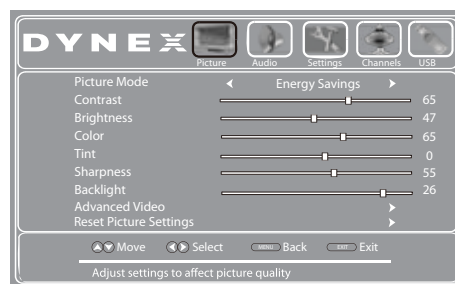 DYNEX
Picture Audio Settings Channels USB
Picture Mode Energy Savings
Contrast 65
Brightness 47
Color 65
Tint 0
Sharpness 55
Backlight 26
Advanced Video
Reset Picture Settings
Move Select MENU Back EXIT Exit
Adjust settings to affect picture quality